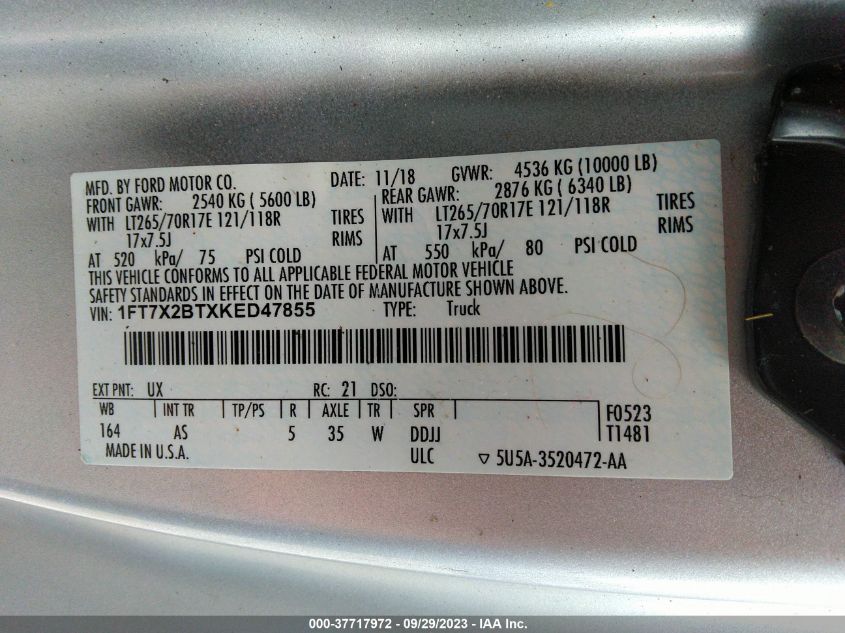 MFD. BY FORD MOTOR CO. DATE: 11/18 GVWR: 4536 KG (10000 LB)
FRONT GAWR: 2540 KG ( 5600 LB) REAR GAWR: 2876 KG ( 6340 LB)
WITH LT265/70R17E 121/118R TIRES WITH LT265/70R17E 121/118R TIRES
17x7.5J RIMS 17x7.5J RIMS
AT 520 kPa/ 75 PSI COLD AT 550 kPa/ 80 PSI COLD
THIS VEHICLE CONFORMS TO ALL APPLICABLE FEDERAL MOTOR VEHICLE
SAFETY STANDARDS IN EFFECT ON THE DATE OF MANUFACTURE SHOWN ABOVE.
VIN: 1FT7X2BTXKED47855 TYPE: Truck
EXT PNT: UX RC: 21 DSO:
WB INT TR TP/PS R AXLE TR SPR F0523
164 AS 5 35 W DDJJ T1481
MADE IN U.S.A. ULC ▽ 5U5A-3520472-AA
000-37717972 - 09/29/2023 - IAA Inc.